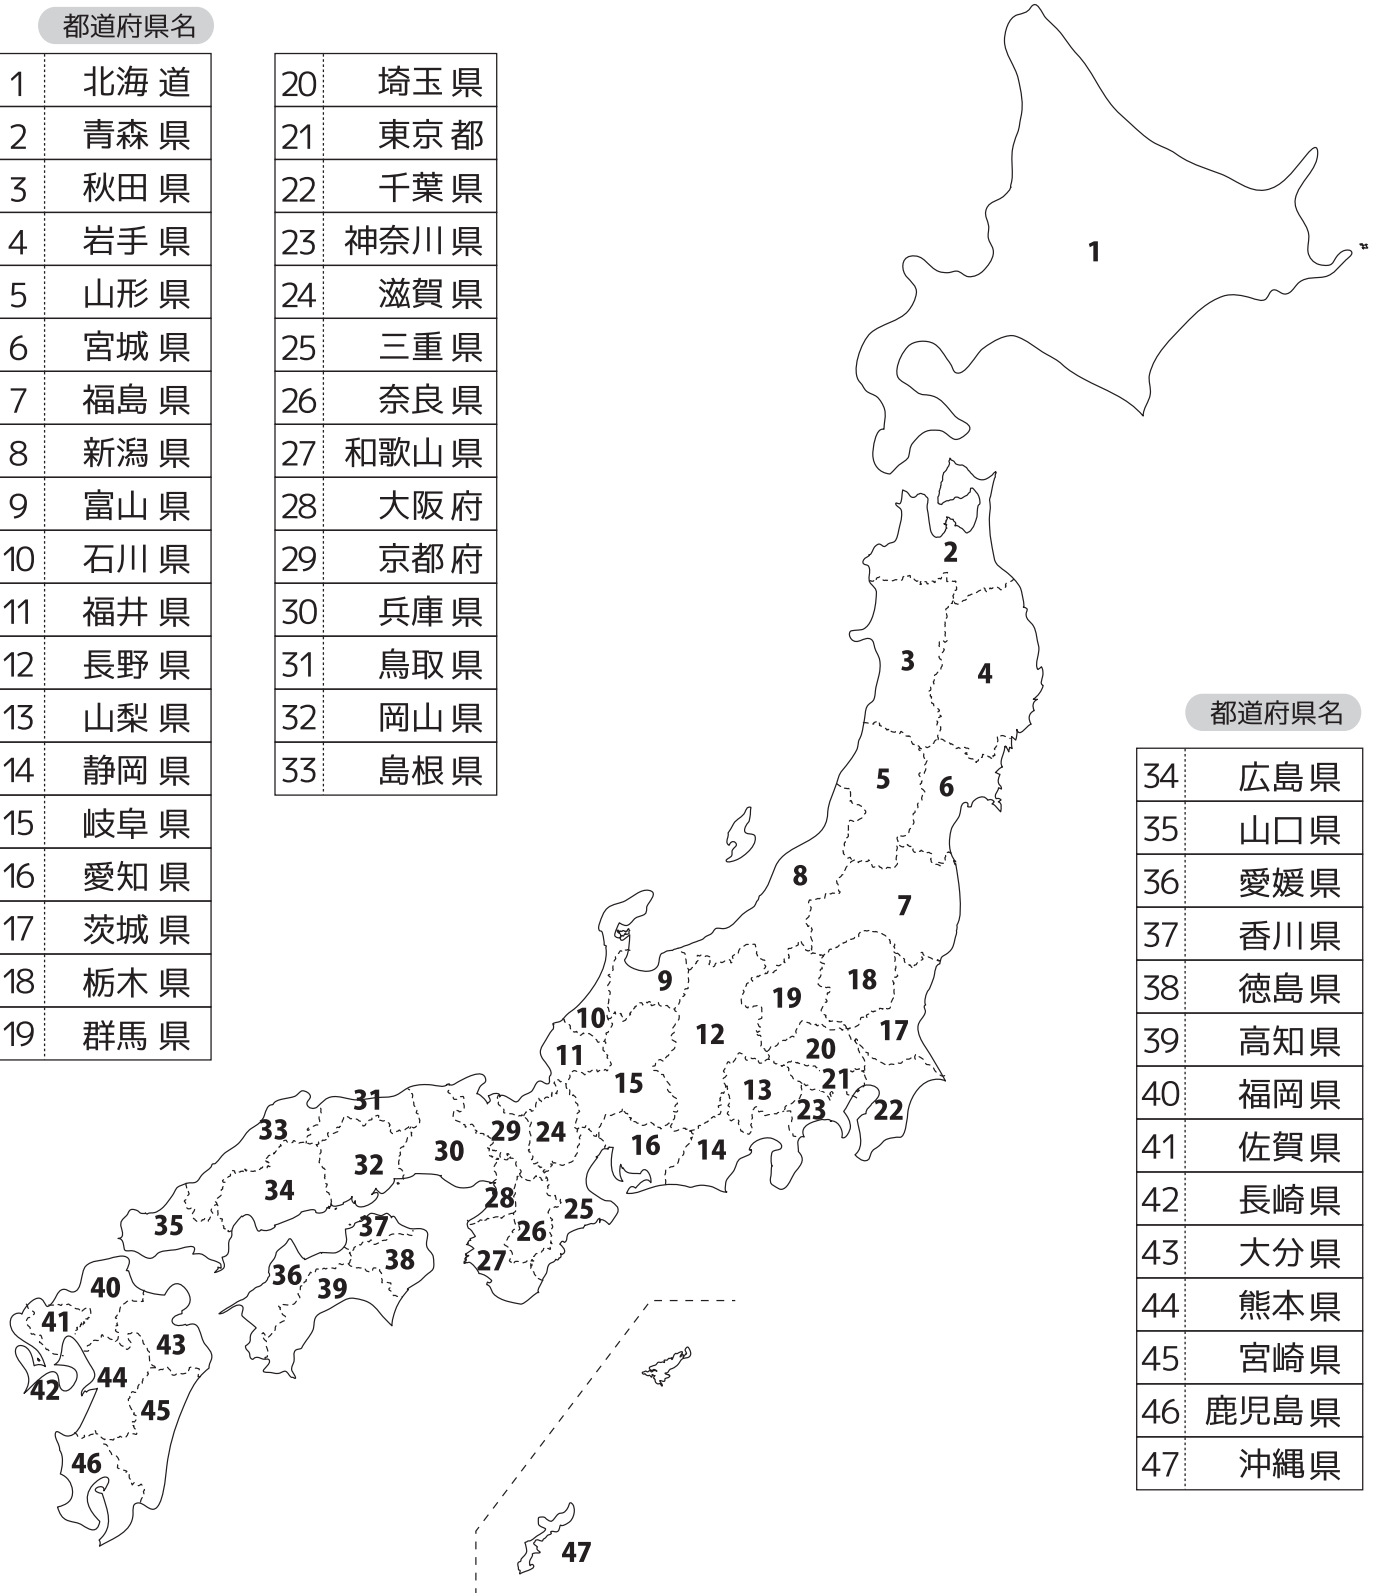 都道府県名
1 北海道
2 青森県
3 秋田県
4 岩手県
5 山形県
6 宮城県
7 福島県
8 新潟県
9 富山県
10 石川県
11 福井県
12 長野県
13 山梨県
14 静岡県
15 岐阜県
16 愛知県
17 茨城県
18 栃木県
19 群馬県
20 埼玉県
21 東京都
22 千葉県
23 神奈川県
24 滋賀県
25 三重県
26 奈良県
27 和歌山県
28 大阪府
29 京都府
30 兵庫県
31 鳥取県
32 岡山県
33 島根県
1
2
3
4
5
6
8
7
9
18
19
10
17
12
11
20
15
21
13
31
23
22
33
29
24
16
30
14
32
34
28
25
35
37
26
38
27
36
40
39
41
43
44
42
45
46
47
都道府県名
34 広島県
35 山口県
36 愛媛県
37 香川県
38 徳島県
39 高知県
40 福岡県
41 佐賀県
42 長崎県
43 大分県
44 熊本県
45 宮崎県
46 鹿児島県
47 沖縄県